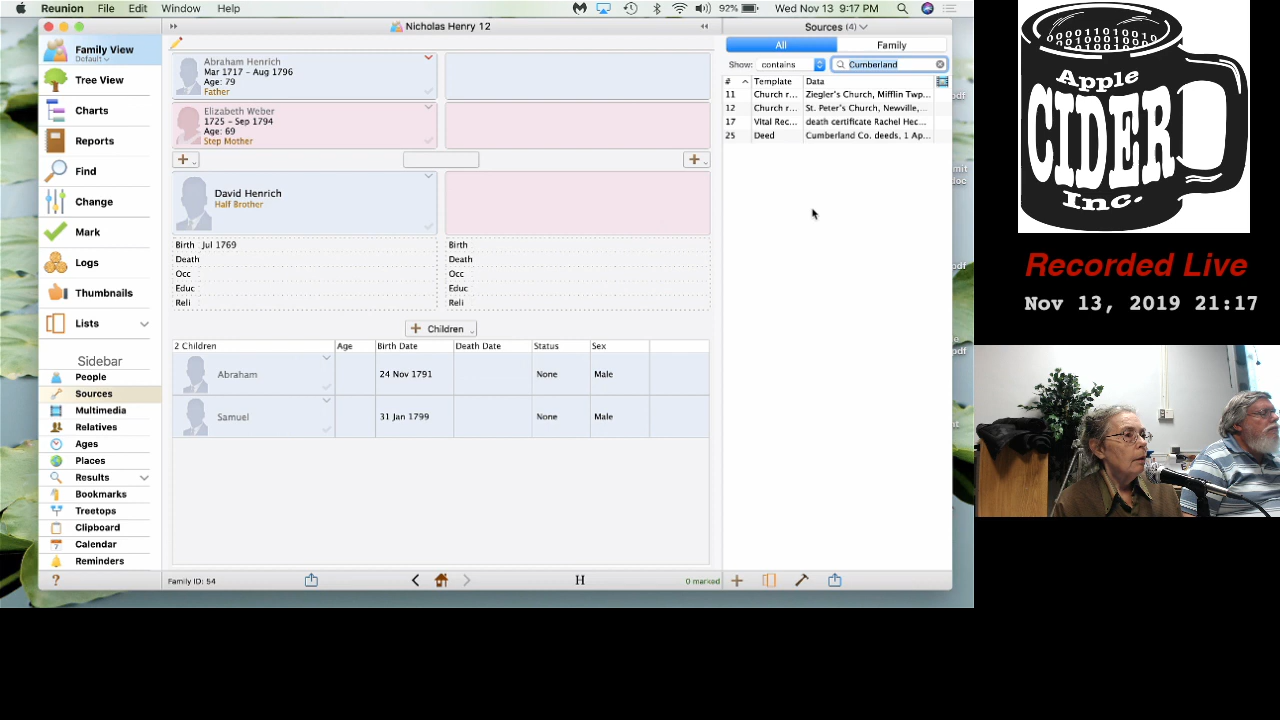 Reunion File Edit Window Help
92% Wed Nov 13 9:17 PM
Nicholas Henry 12
Sources (4)
Family View
Default
Tree View
Charts
Reports
Find
Change
Mark
Logs
Thumbnails
Lists
Sidebar
People
Sources
Multimedia
Relatives
Ages
Places
Results
Bookmarks
Treetops
Clipboard
Calendar
Reminders
?
Abraham Henrich
Mar 1717 – Aug 1796
Age: 79
Father
Elizabeth Weber
1725 – Sep 1794
Age: 69
Step Mother
David Henrich
Half Brother
Birth Jul 1769
Death
Occ
Educ
Reli
Birth
Death
Occ
Educ
Reli
+ Children
2 Children Age Birth Date Death Date Status Sex
Abraham 24 Nov 1791 None Male
Samuel 31 Jan 1799 None Male
Family ID: 54
H
0 marked
All Family
Show: contains Cumberland
# Template Data
11 Church r... Ziegler's Church, Mifflin Twp...
12 Church r... St. Peter's Church, Newville,...
17 Vital Rec... death certificate Rachel Hec...
25 Deed Cumberland Co. deeds, 1 Ap...
Apple
CIDER
Inc.
Recorded Live
Nov 13, 2019 21:17